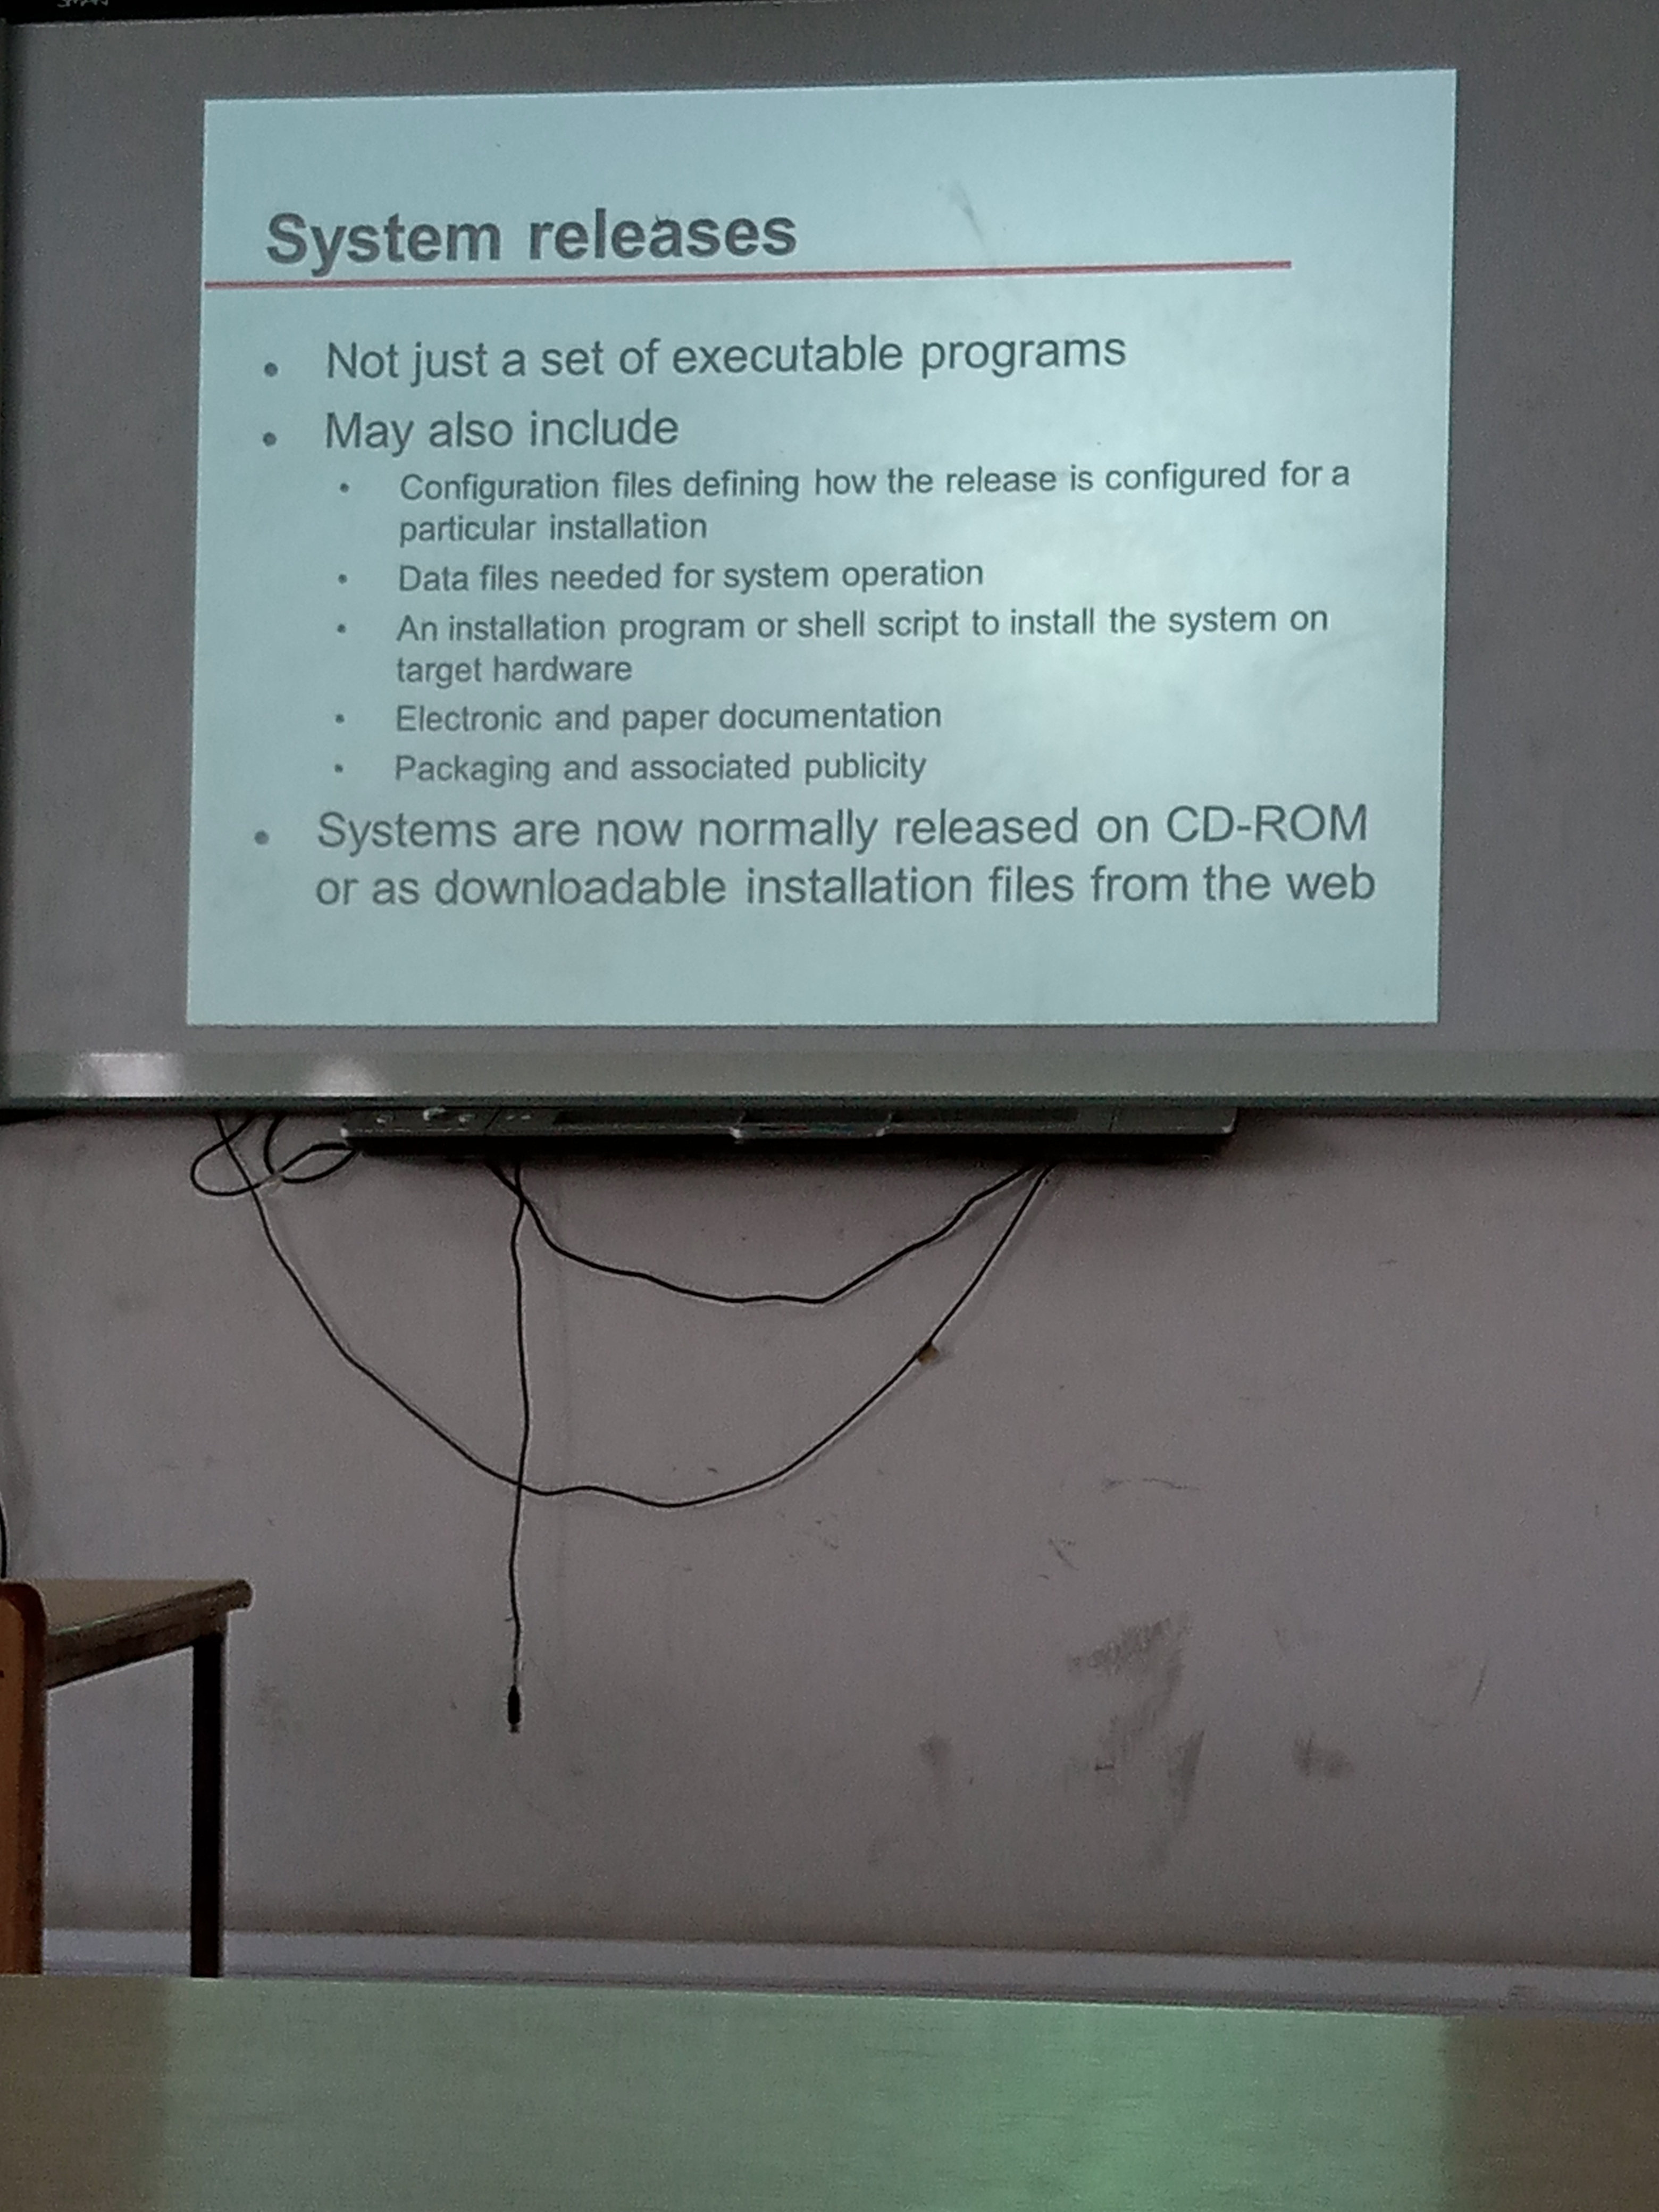 System releases
• Not just a set of executable programs
• May also include
• Configuration files defining how the release is configured for a
particular installation
• Data files needed for system operation
• An installation program or shell script to install the system on
target hardware
• Electronic and paper documentation
• Packaging and associated publicity
• Systems are now normally released on CD-ROM
or as downloadable installation files from the web